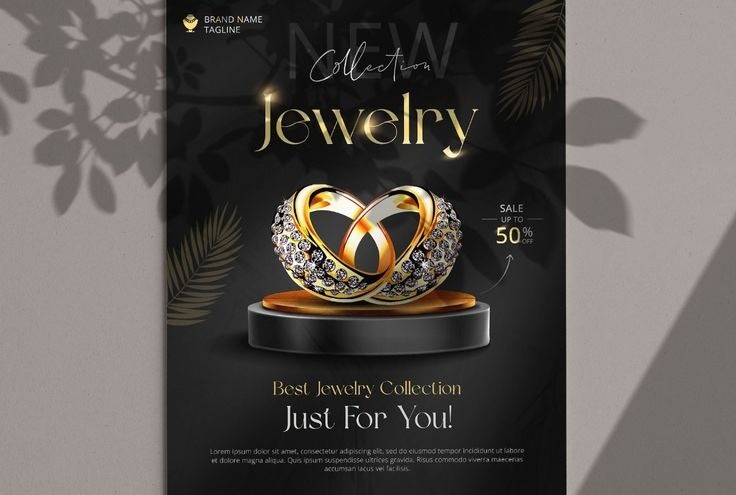 BRAND NAME
TAGLINE
NEW
Collection
Jewelry
SALE
UP TO
50% OFF
Best Jewelry Collection
Just For You!
Lorem ipsum dolor sit amet, consectetur adipiscing elit, sed do eiusmod tempor incididunt ut labore et
dolore magna aliqua. Quis ipsum suspendisse ultrices gravida. Risus commodo viverra maecenas
accumsan lacus vel facilisis.